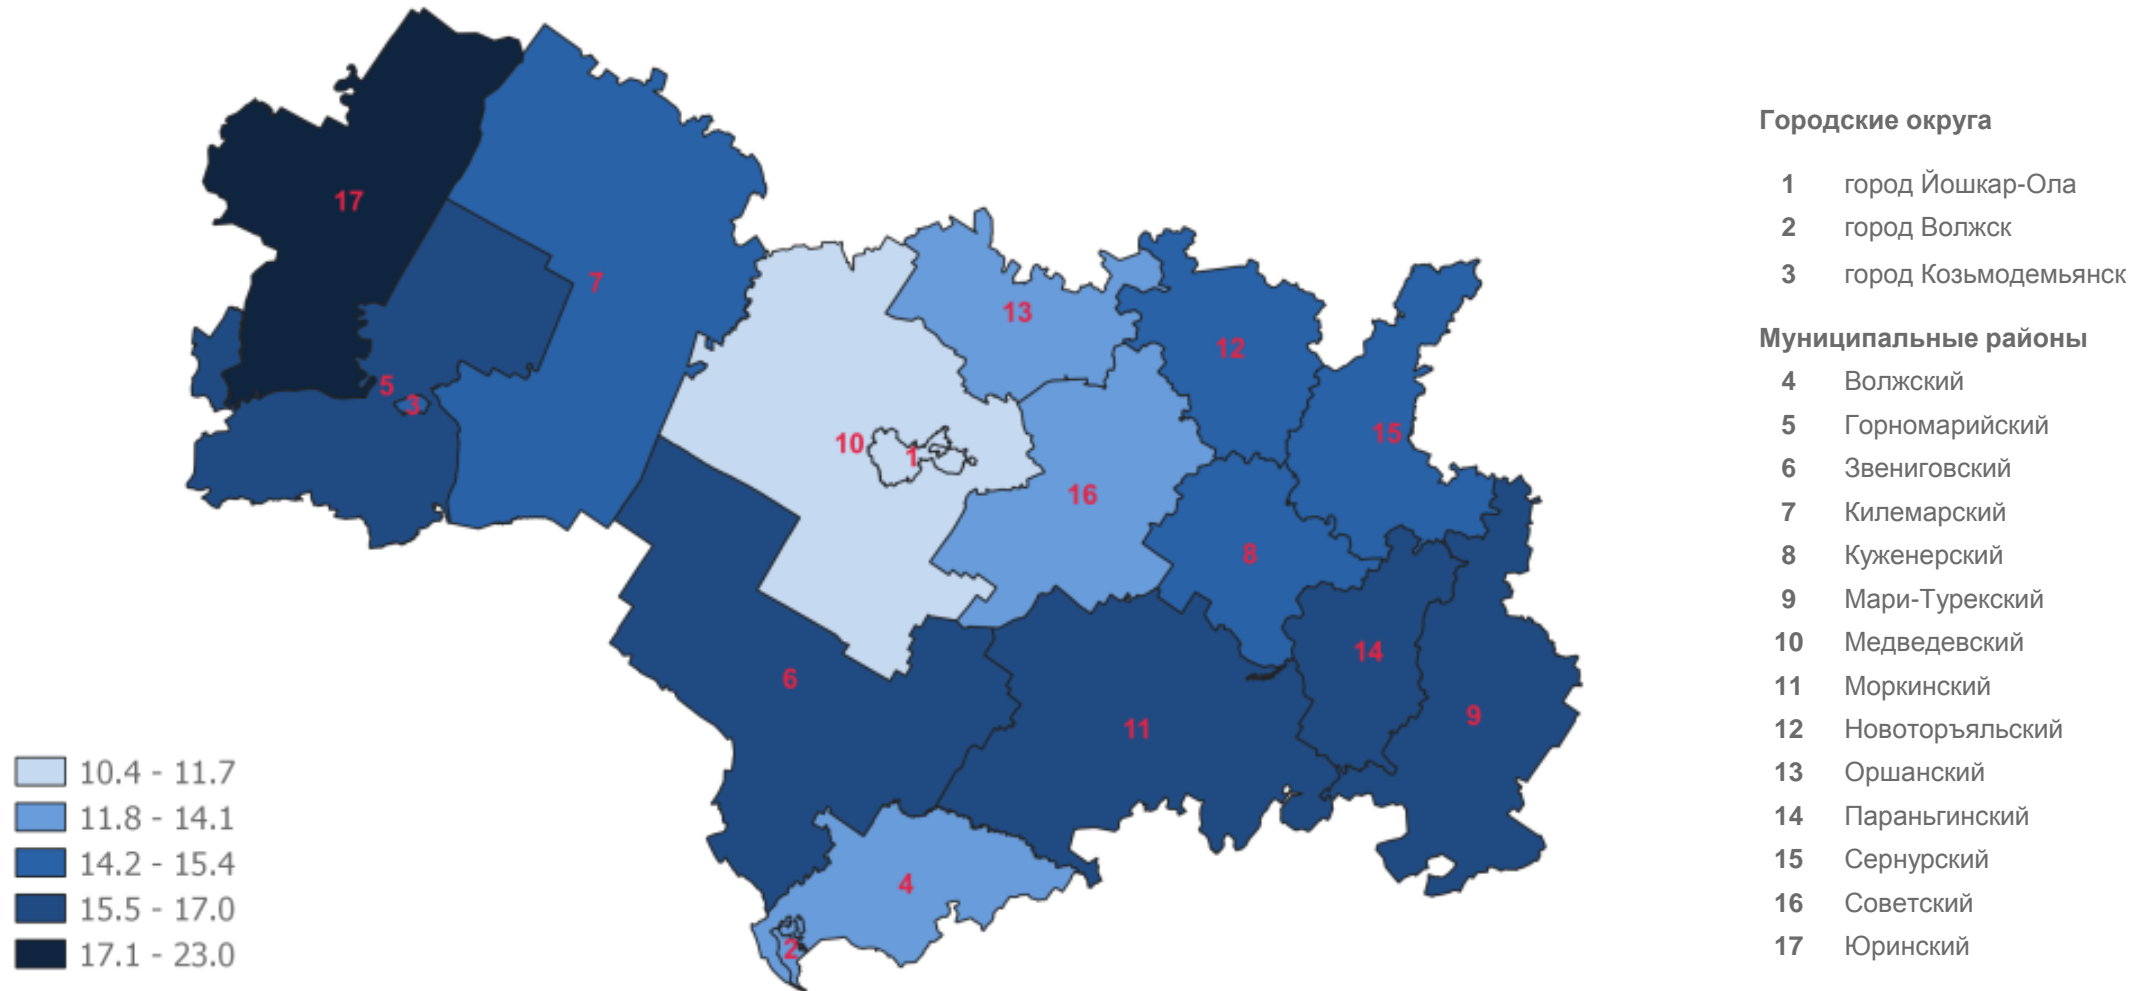 17
7
13
12
5
3
10
1
15
16
8
14
6
9
11
4
2
10.4 - 11.7
11.8 - 14.1
14.2 - 15.4
15.5 - 17.0
17.1 - 23.0
Городские округа
1 город Йошкар-Ола
2 город Волжск
3 город Козьмодемьянск
Муниципальные районы
4 Волжский
5 Горномарийский
6 Звениговский
7 Килемарский
8 Куженерский
9 Мари-Турекский
10 Медведевский
11 Моркинский
12 Новоторъяльский
13 Оршанский
14 Параньгинский
15 Сернурский
16 Советский
17 Юринский